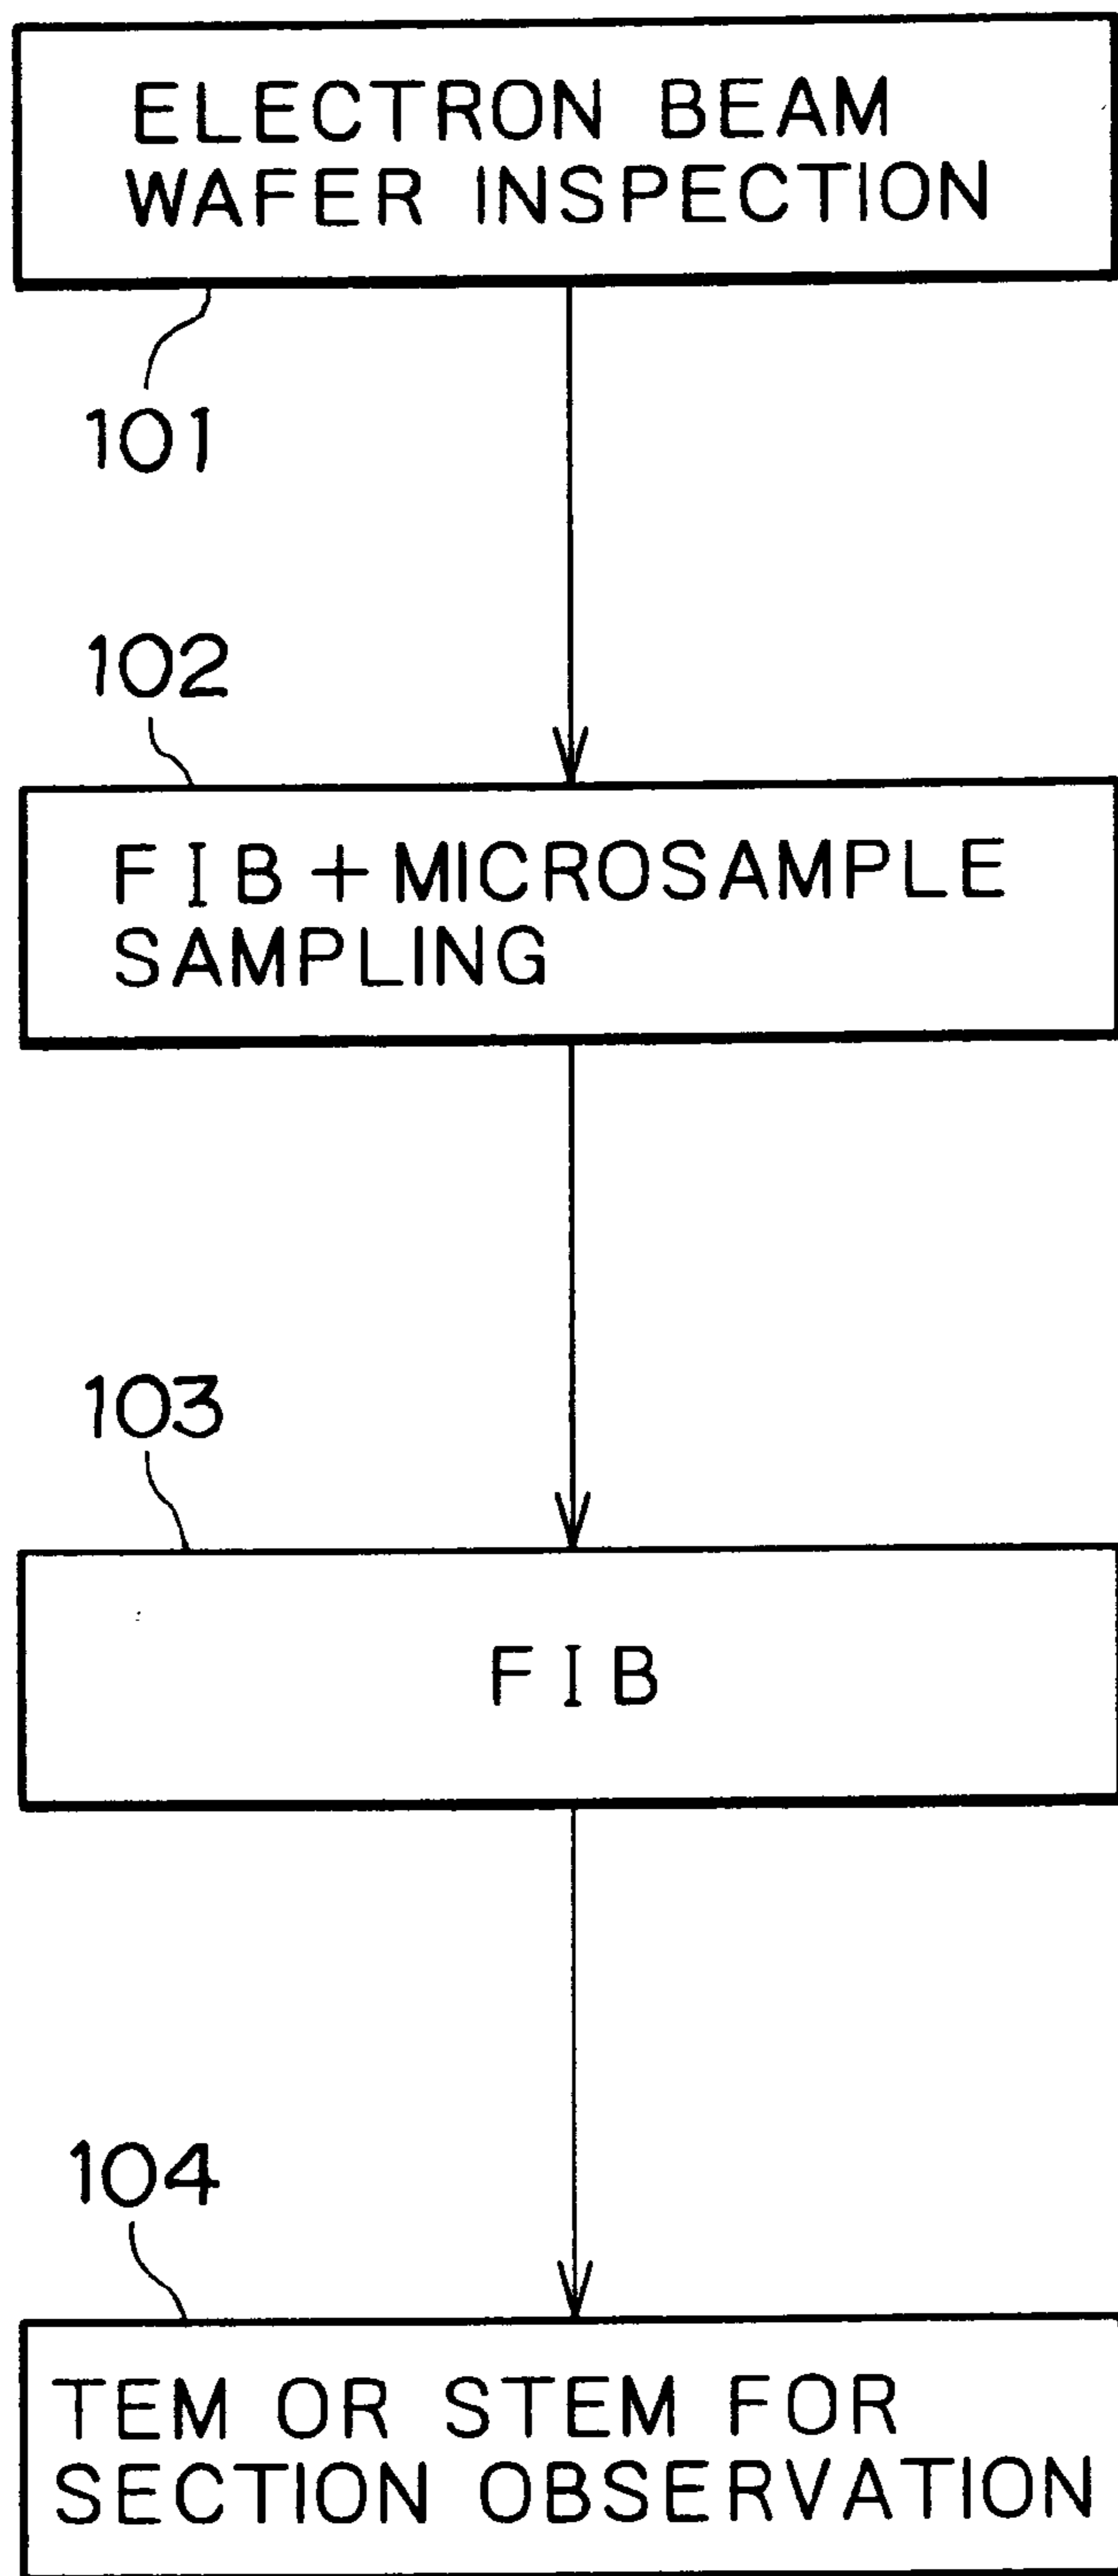 ELECTRON BEAM
WAFER INSPECTION
101
102
FIB + MICROSAMPLE
SAMPLING
103
FIB
104
TEM OR STEM FOR
SECTION OBSERVATION